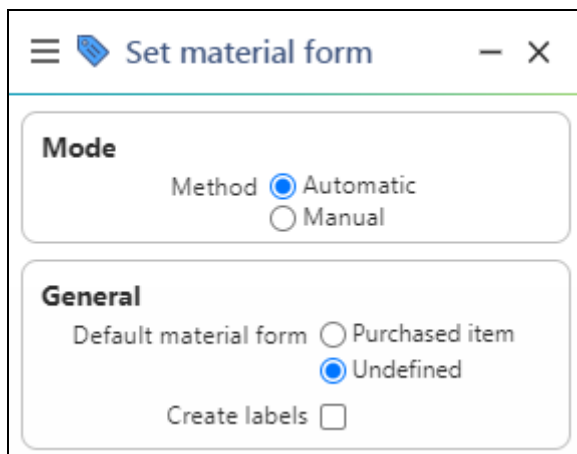 Set material form
Mode
Method Automatic
Manual
General
Default material form Purchased item
Undefined
Create labels